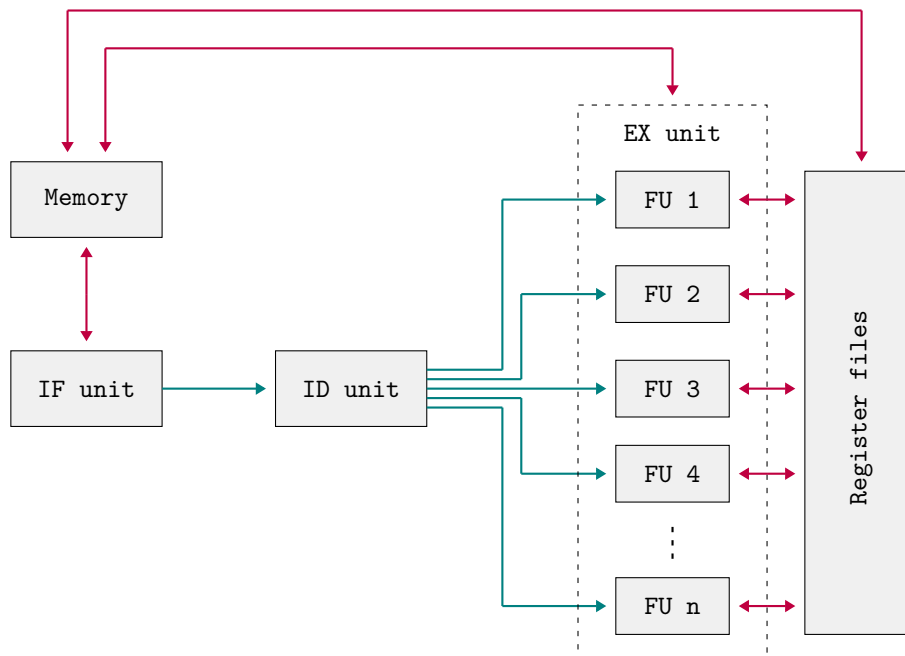 EX unit
Memory
FU 1
FU 2
IF unit
ID unit
FU 3
Register files
FU 4
FU n